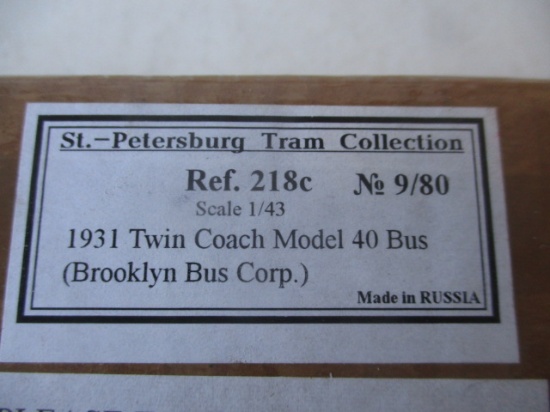 St.-Petersburg Tram Collection
Ref. 218c № 9/80
Scale 1/43
1931 Twin Coach Model 40 Bus
(Brooklyn Bus Corp.)
Made in RUSSIA